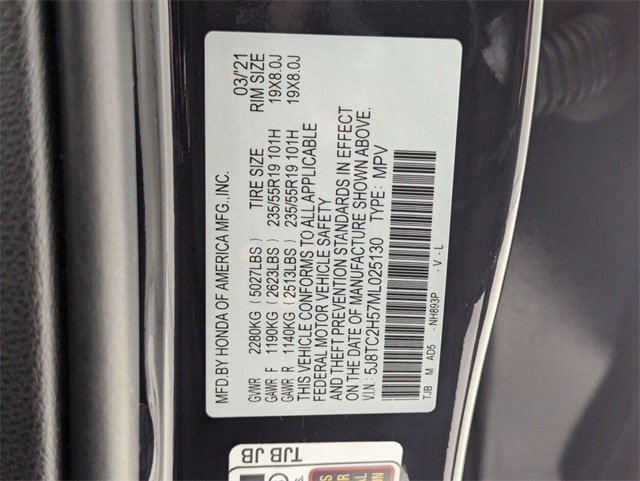 MFD.BY HONDA OF AMERICA MFG.,INC. 03/'21
GVWR 2280KG (5027LBS) TIRE SIZE RIM SIZE
GAWR F 1190KG (2623LBS) 235/55R19 101H 19X8.0J
GAWR R 1140KG (2513LBS) 235/55R19 101H 19X8.0J
THIS VEHICLE CONFORMS TO ALL APPLICABLE
FEDERAL MOTOR VEHICLE SAFETY
AND THEFT PREVENTION STANDARDS IN EFFECT
ON THE DATE OF MANUFACTURE SHOWN ABOVE.
V.I.N.: 5J8TC2H57ML025130 TYPE: MPV
TJB M AD5 - NH893P - V - L
TJB JB